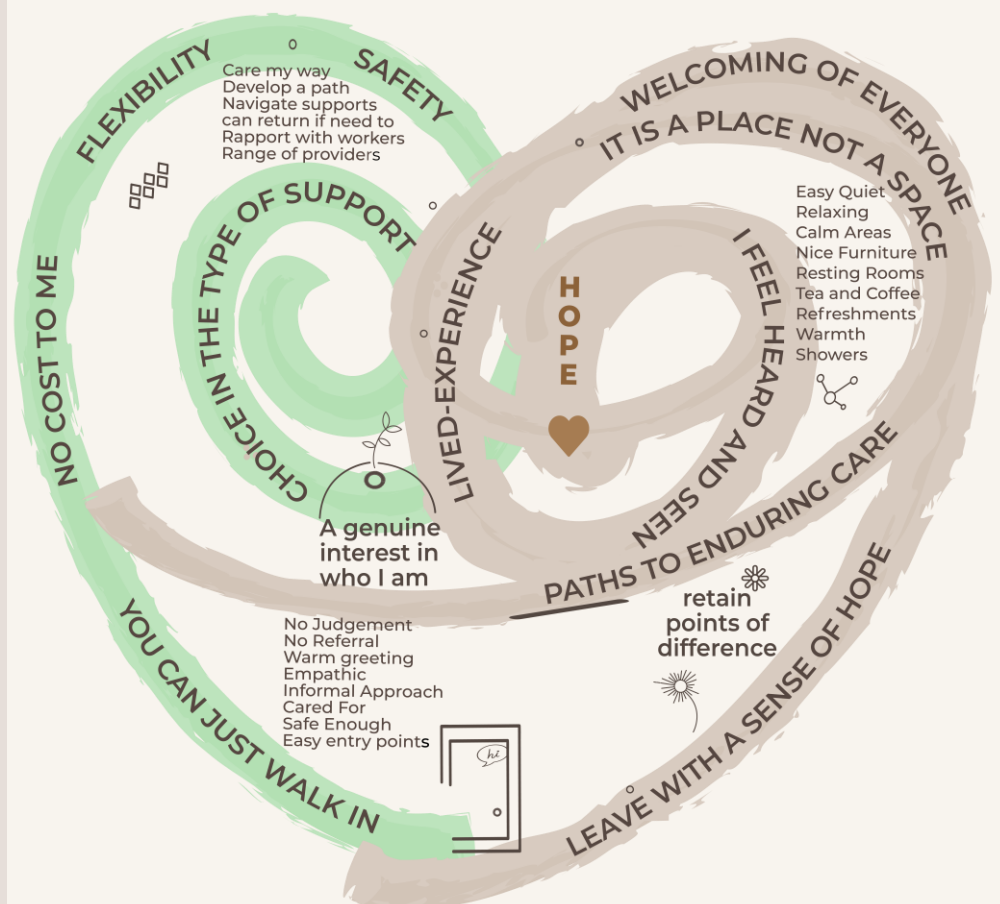 FLEXIBILITY
SAFETY
Care my way
Develop a path
Navigate supports
can return if need to
Rapport with workers
Range of providers
WELCOMING OF EVERYONE
IT IS A PLACE NOT A SPACE
Easy Quiet
Relaxing
Calm Areas
Nice Furniture
Resting Rooms
Tea and Coffee
Refreshments
Warmth
Showers
CHOICE IN THE TYPE OF SUPPORT
LIVED-EXPERIENCE
HOPE
I FEEL HEARD AND SEEN
NO COST TO ME
A genuine
interest in
who I am
PATHS TO ENDURING CARE
retain
points of
difference
No Judgement
No Referral
Warm greeting
Empathic
Informal Approach
Cared For
Safe Enough
Easy entry points
hi
YOU CAN JUST WALK IN
LEAVE WITH A SENSE OF HOPE